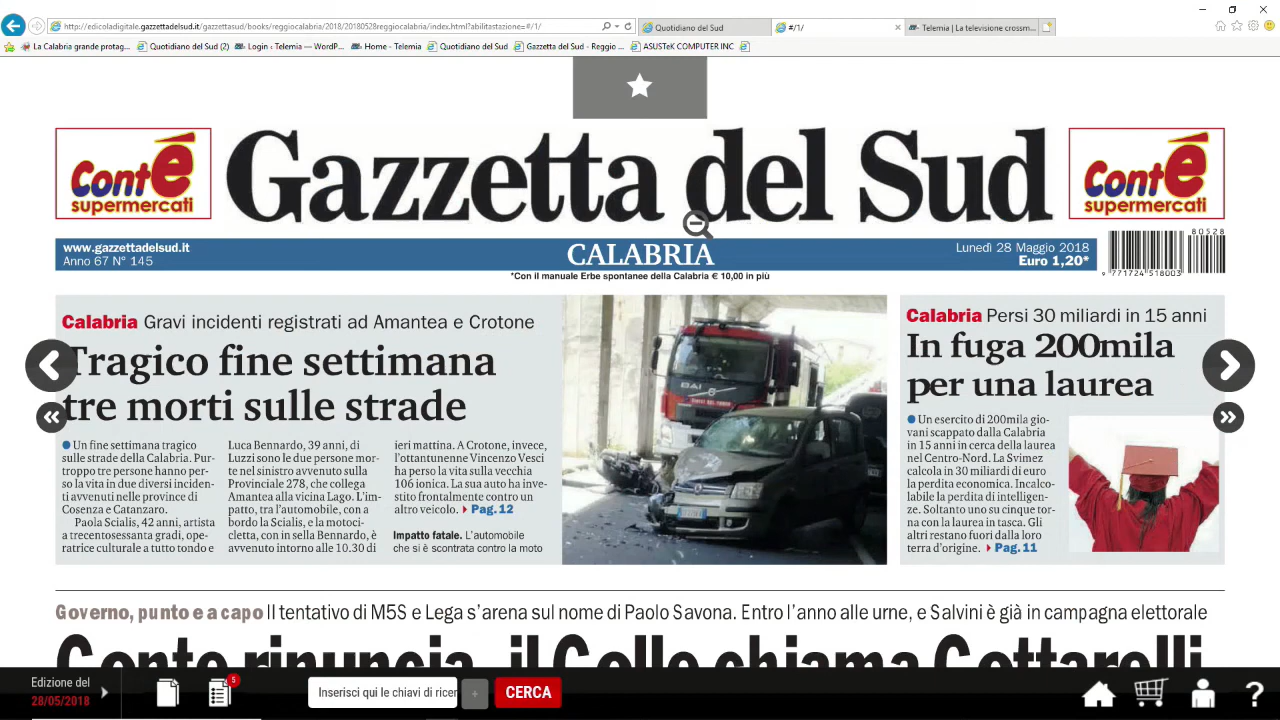 http://edicoladigitale.gazzettadelsud.it/gazzettasud/books/reggiocalabria/2018/20180528reggiocalabria/index.html?abilitastazione=#/1/
Quotidiano del Sud
#/1/
Telemia | La televisione crossm...
La Calabria grande protag...
Quotidiano del Sud (2)
Login ‹ Telemia — WordP...
Home - Telemia
Quotidiano del Sud
Gazzetta del Sud - Reggio ...
ASUSTeK COMPUTER INC
Conté
supermercati
Gazzetta del Sud
Conté
supermercati
www.gazzettadelsud.it
Anno 67 N° 145
CALABRIA
Lunedì 28 Maggio 2018
Euro 1,20*
80528
9 771724 518003
*Con il manuale Erbe spontanee della Calabria € 10,00 in più
Calabria Gravi incidenti registrati ad Amantea e Crotone
Tragico fine settimana
tre morti sulle strade
Un fine settimana tragico
sulle strade della Calabria. Pur-
troppo tre persone hanno per-
so la vita in due diversi inciden-
ti avvenuti nelle province di
Cosenza e Catanzaro.
Paola Scialis, 42 anni, artista
a trecentosessanta gradi, ope-
ratrice culturale a tutto tondo e
Luca Bennardo, 39 anni, di
Luzzi sono le due persone mor-
te nel sinistro avvenuto sulla
Provinciale 278, che collega
Amantea alla vicina Lago. L'im-
patto, tra l'automobile, con a
bordo la Scialis, e la motoci-
cletta, con in sella Bennardo, è
avvenuto intorno alle 10.30 di
ieri mattina. A Crotone, invece,
l'ottantunenne Vincenzo Vesci
ha perso la vita sulla vecchia
106 ionica. La sua auto ha inve-
stito frontalmente contro un
altro veicolo. Pag. 12
Impatto fatale. L'automobile
che si è scontrata contro la moto
Calabria Persi 30 miliardi in 15 anni
In fuga 200mila
per una laurea
Un esercito di 200mila gio-
vani scappato dalla Calabria
in 15 anni in cerca della laurea
nel Centro-Nord. La Svimez
calcola in 30 miliardi di euro
la perdita economica. Incalco-
labile la perdita di intelligen-
ze. Soltanto uno su cinque tor-
na con la laurea in tasca. Gli
altri restano fuori dalla loro
terra d'origine. Pag. 11
Governo, punto e a capo Il tentativo di M5S e Lega s'arena sul nome di Paolo Savona. Entro l'anno alle urne, e Salvini è già in campagna elettorale
Conte rinuncia, il Colle chiama Cottarelli
Edizione del
28/05/2018
5
Inserisci qui le chiavi di ricer
+
CERCA
?